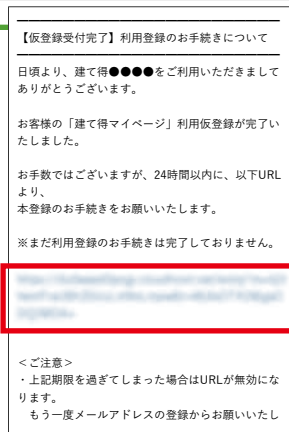 【仮登録受付完了】利用登録のお手続きについて
日頃より、建て得●●●●をご利用いただきまして
ありがとうございます。
お客様の「建て得マイページ」利用仮登録が完了い
たしました。
お手数ではございますが、24時間以内に、以下URL
より、
本登録のお手続きをお願いいたします。
※まだ利用登録のお手続きは完了しておりません。
＜ご注意＞
・上記期限を過ぎてしまった場合はURLが無効にな
ります。
もう一度メールアドレスの登録からお願いいたし